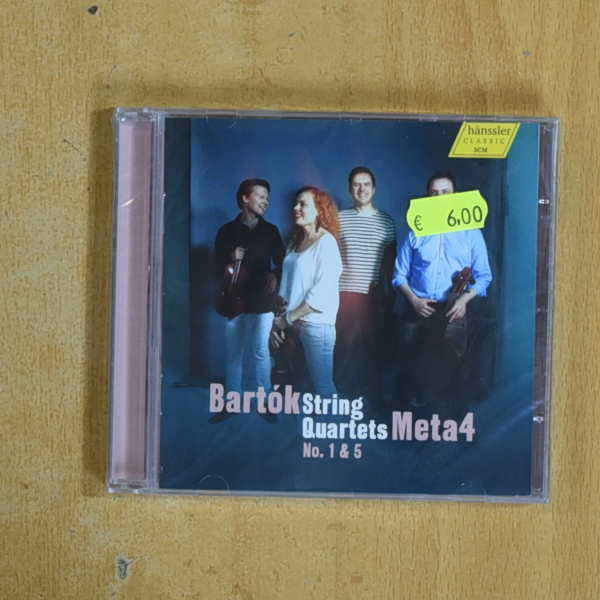 hänssler
CLASSIC
SCM
€ 6,00
Bartók String
Quartets Meta4
No. 1 & 5